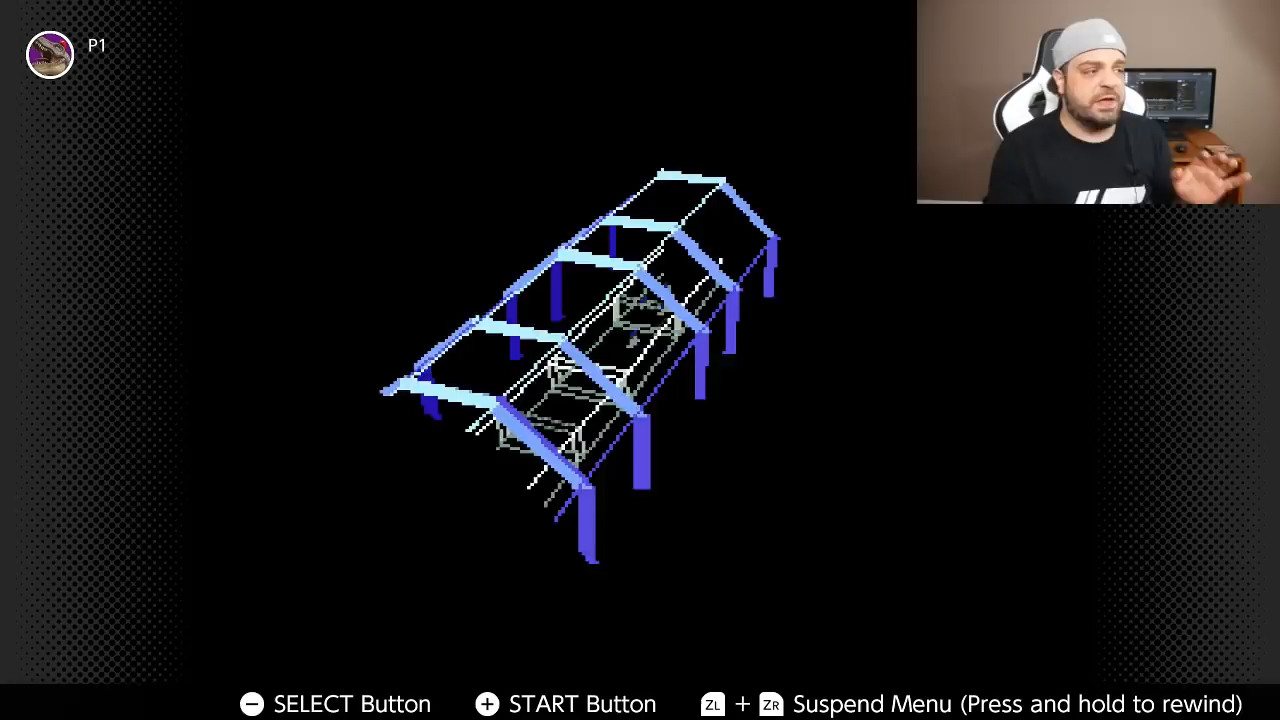 P1
SELECT Button START Button ZL + ZR Suspend Menu (Press and hold to rewind)